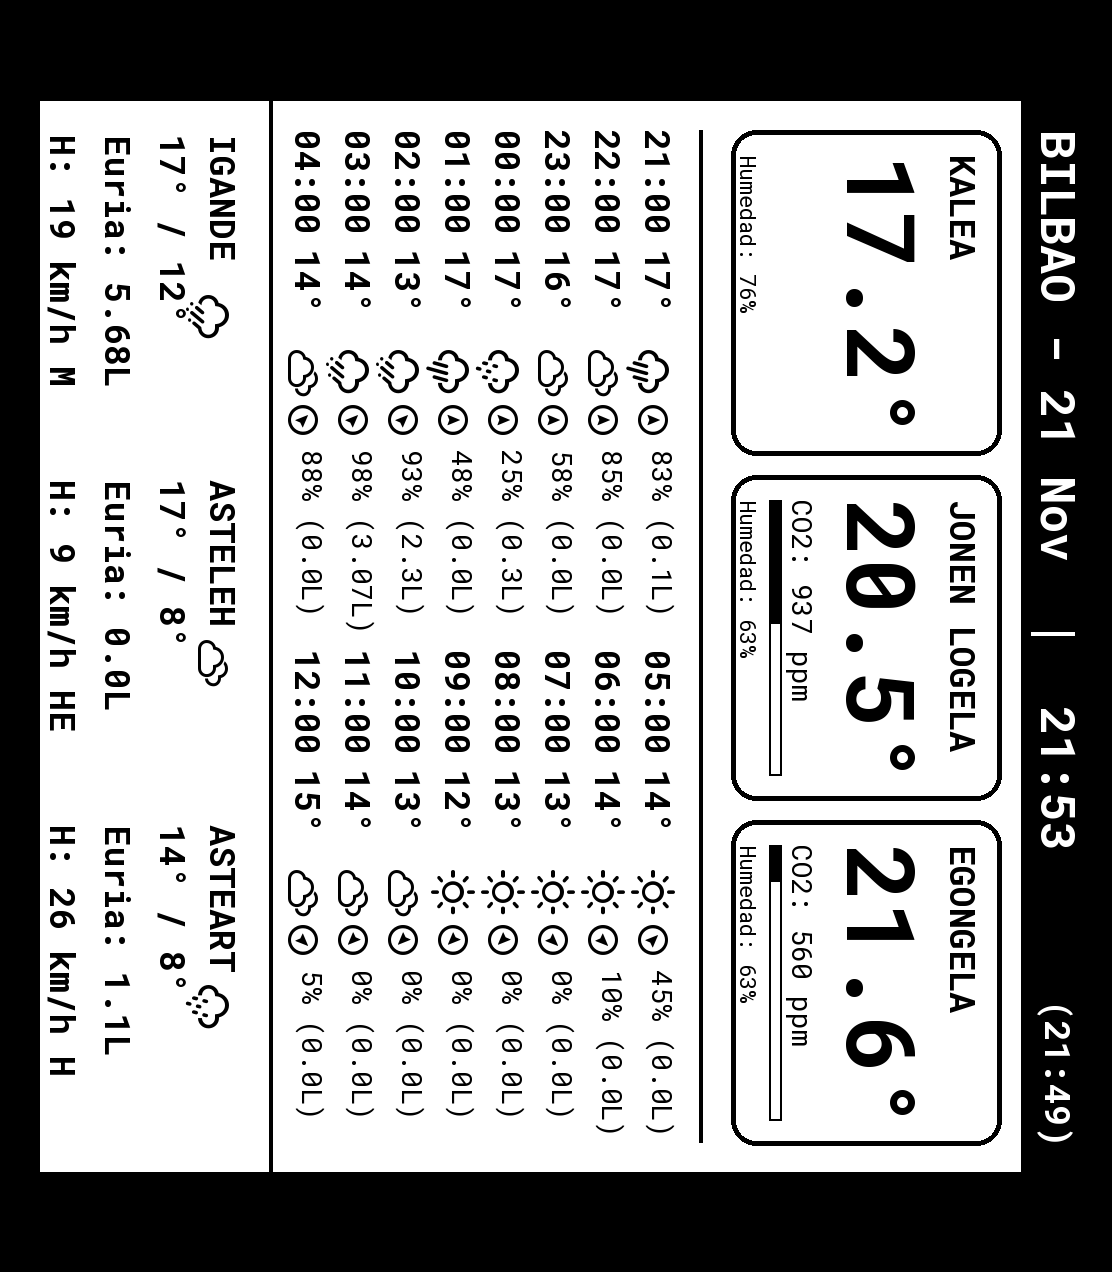 BILBAO - 21 Nov | 21:53 (21:49)
KALEA
17.2°
Humedad: 76%
JONEN LOGELA
20.5°
CO2: 937 ppm
Humedad: 63%
EGONGELA
21.6°
CO2: 560 ppm
Humedad: 63%
21:00 17° 83% (0.1L)
22:00 17° 85% (0.0L)
23:00 16° 58% (0.0L)
00:00 17° 25% (0.3L)
01:00 17° 48% (0.0L)
02:00 13° 93% (2.3L)
03:00 14° 98% (3.07L)
04:00 14° 88% (0.0L)
05:00 14° 45% (0.0L)
06:00 14° 10% (0.0L)
07:00 13° 0% (0.0L)
08:00 13° 0% (0.0L)
09:00 12° 0% (0.0L)
10:00 13° 0% (0.0L)
11:00 14° 0% (0.0L)
12:00 15° 5% (0.0L)
IGANDE
17° / 12°
Euria: 5.68L
H: 19 km/h M
ASTELEH
17° / 8°
Euria: 0.0L
H: 9 km/h HE
ASTEART
14° / 8°
Euria: 1.1L
H: 26 km/h H